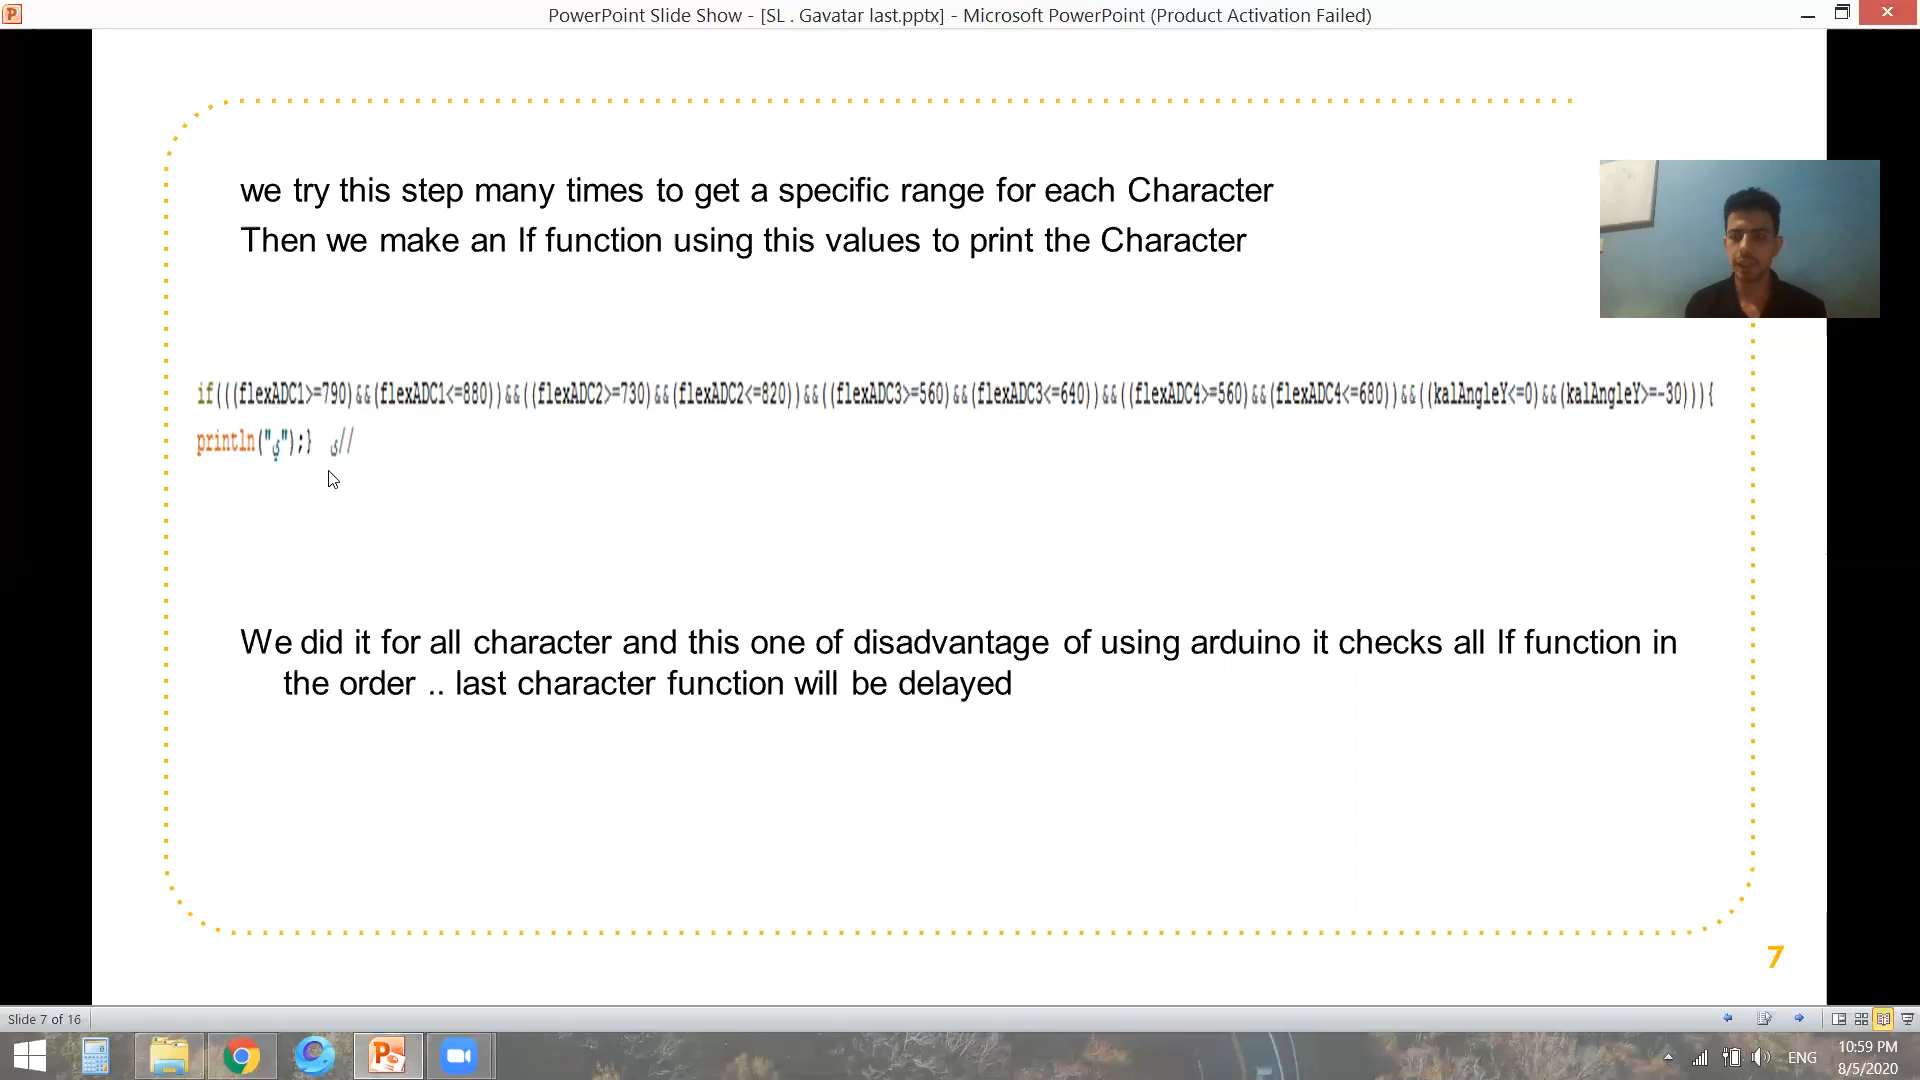 PowerPoint Slide Show - [SL . Gavatar last.pptx] - Microsoft PowerPoint (Product Activation Failed)
we try this step many times to get a specific range for each Character
Then we make an If function using this values to print the Character
if(((flexADC1>=790)&&(flexADC1<=880))&&((flexADC2>=730)&&(flexADC2<=820))&&((flexADC3>=560)&&(flexADC3<=640))&&((flexADC4>=560)&&(flexADC4<=680))&&((kalAngleY<=0)&&(kalAngleY>=-30))){
println("ي");} ى//
We did it for all character and this one of disadvantage of using arduino it checks all If function in
the order .. last character function will be delayed
7
Slide 7 of 16
ENG
10:59 PM
8/5/2020